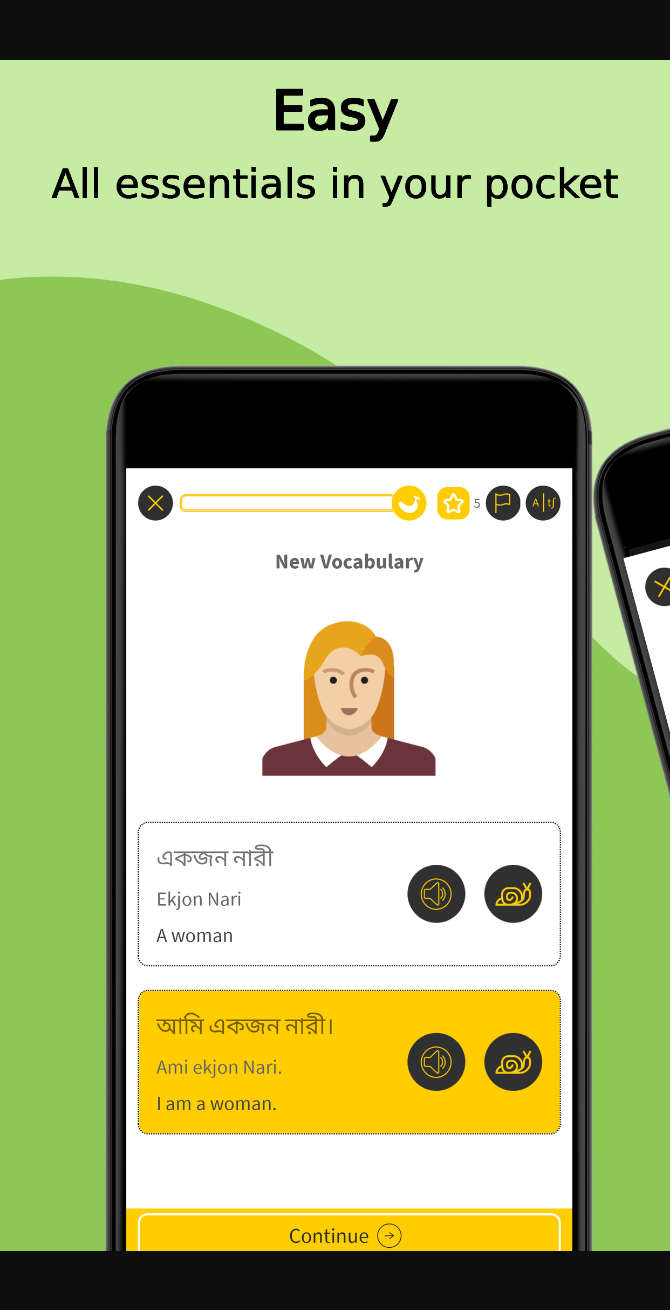 Easy
All essentials in your pocket
5
A tʃ
New Vocabulary
একজন নারী
Ekjon Nari
A woman
আমি একজন নারী।
Ami ekjon Nari.
I am a woman.
Continue